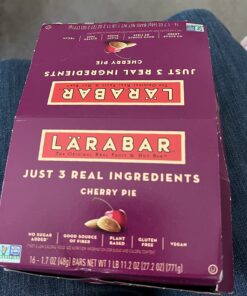 CHERRY PIE
JUST 3 REAL INGREDIENTS
LÄRABAR
LÄRABAR
THE ORIGINAL REAL FRUIT & NUT BAR
JUST 3 REAL INGREDIENTS
CHERRY PIE
NO SUGAR ADDED
GOOD SOURCE OF FIBER
PLANT BASED
GLUTEN FREE
VEGAN
16 - 1.7 OZ (48g) BARS NET WT 1 LB 11.2 OZ (27.2 OZ) (771g)